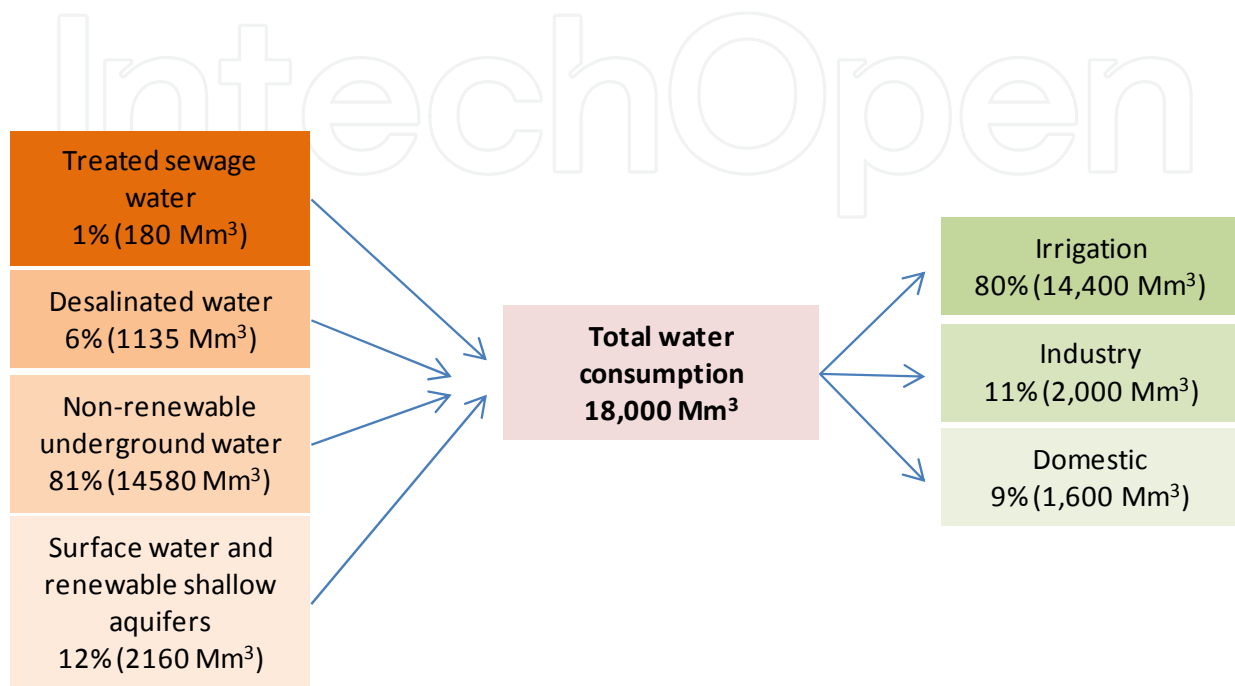 IntechOpen
Treated sewage
water
1% (180 Mm³)
Desalinated water
6% (1135 Mm³)
Non-renewable
underground water
81% (14580 Mm³)
Surface water and
renewable shallow
aquifers
12% (2160 Mm³)
Total water
consumption
18,000 Mm³
Irrigation
80% (14,400 Mm³)
Industry
11% (2,000 Mm³)
Domestic
9% (1,600 Mm³)